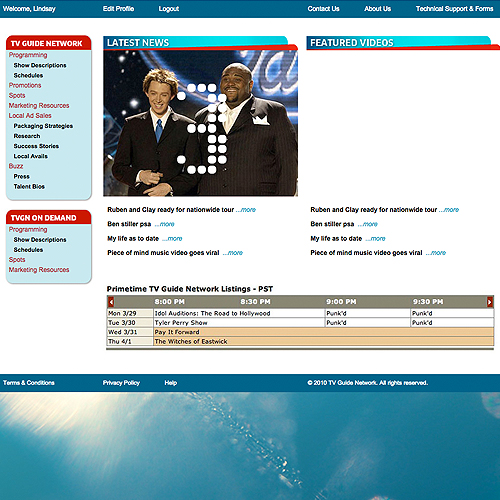 Welcome, Lindsay Edit Profile Logout Contact Us About Us Technical Support & Forms
TV GUIDE NETWORK
Programming
Show Descriptions
Schedules
Promotions
Spots
Marketing Resources
Local Ad Sales
Packaging Strategies
Research
Success Stories
Local Avails
Buzz
Press
Talent Bios
TVGN ON DEMAND
Programming
Show Descriptions
Schedules
Spots
Marketing Resources
LATEST NEWS
3
Ruben and Clay ready for nationwide tour ...more
Ben stiller psa ...more
My life as to date ...more
Piece of mind music video goes viral ...more
FEATURED VIDEOS
Ruben and Clay ready for nationwide tour ...more
Ben stiller psa ...more
My life as to date ...more
Piece of mind music video goes viral ...more
Primetime TV Guide Network Listings - PST
8:00 PM 8:30 PM 9:00 PM 9:30 PM
Mon 3/29 Idol Auditions: The Road to Hollywood Punk'd Punk'd
Tue 3/30 Tyler Perry Show Punk'd Punk'd
Wed 3/31 Pay It Forward
Thu 4/1 The Witches of Eastwick
Terms & Conditions Privacy Policy Help © 2010 TV Guide Network. All rights reserved.